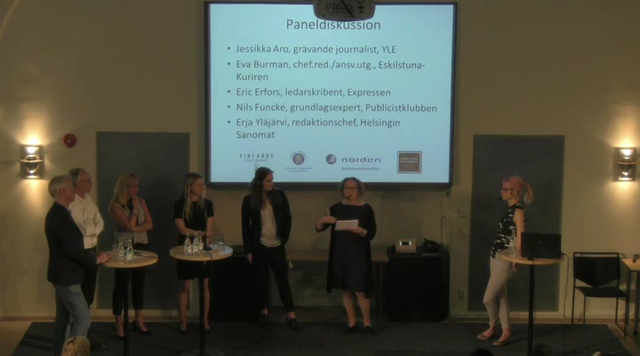 Paneldiskussion
• Jessikka Aro, grävande journalist, YLE
• Eva Burman, chef.red./ansv.utg., Eskilstuna-
Kuriren
• Eric Erfors, ledarskribent, Expressen
• Nils Funcke, grundlagsexpert, Publicistklubben
• Erja Yläjärvi, redaktionschef, Helsingin
Sanomat
FINLANDS
norden